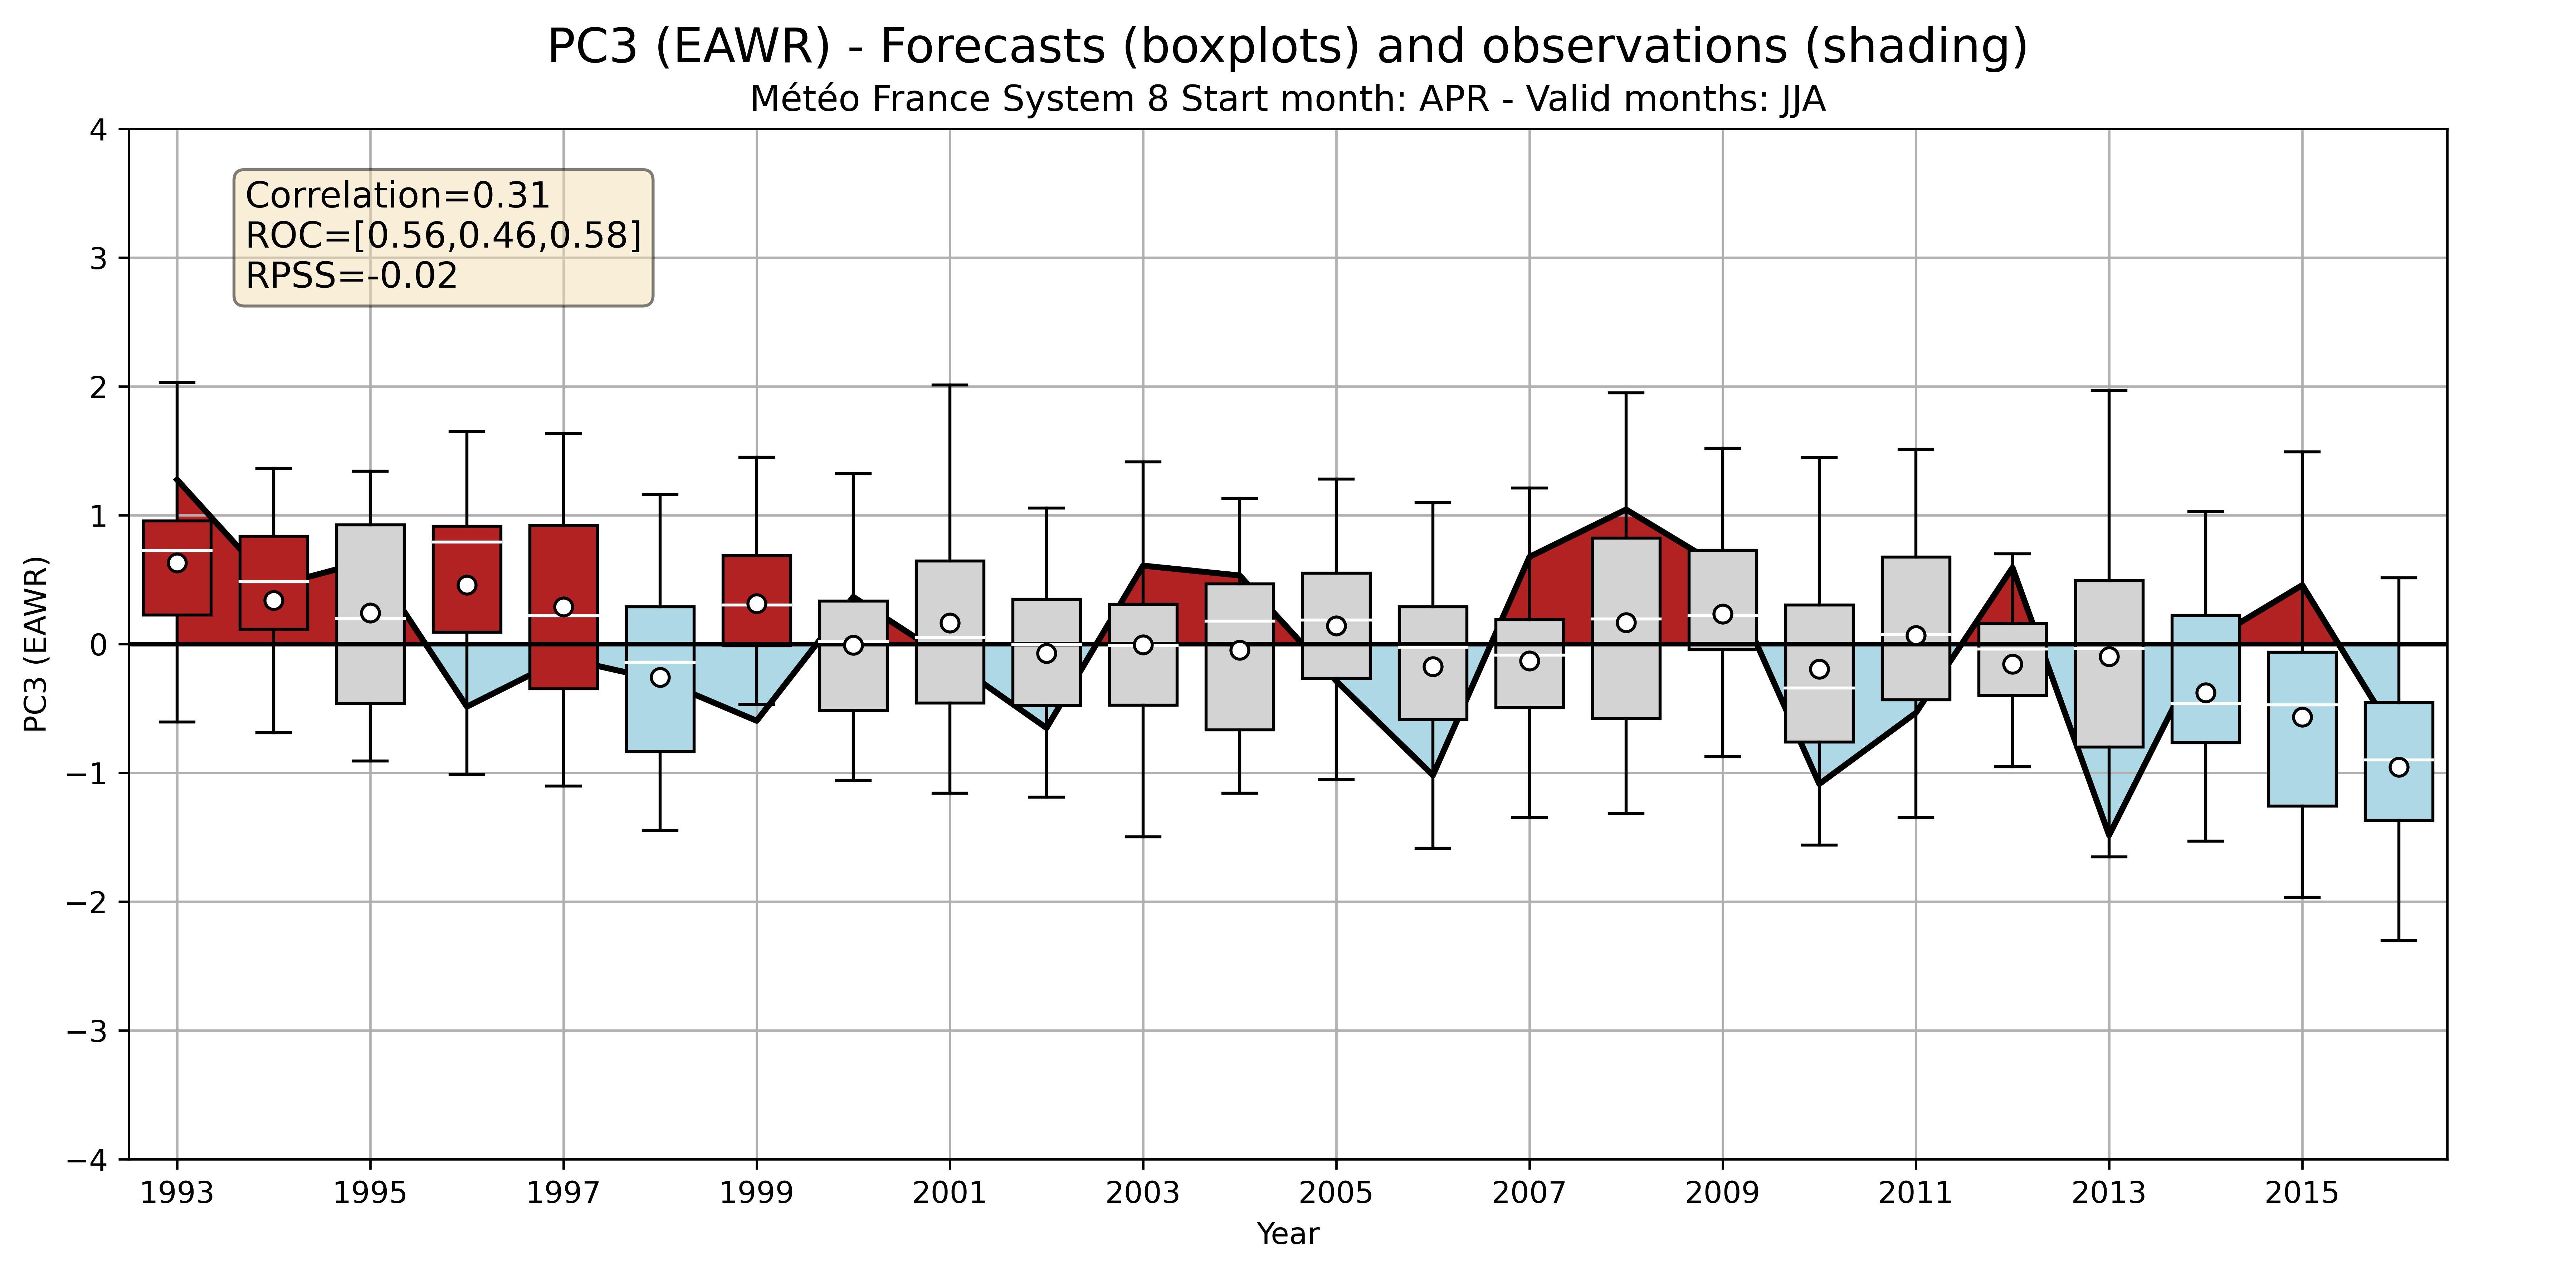 PC3 (EAWR) - Forecasts (boxplots) and observations (shading)
Météo France System 8 Start month: APR - Valid months: JJA
Correlation=0.31
ROC=[0.56,0.46,0.58]
RPSS=-0.02
PC3 (EAWR)
4
3
2
1
0
−1
−2
−3
−4
1993 1995 1997 1999 2001 2003 2005 2007 2009 2011 2013 2015
Year